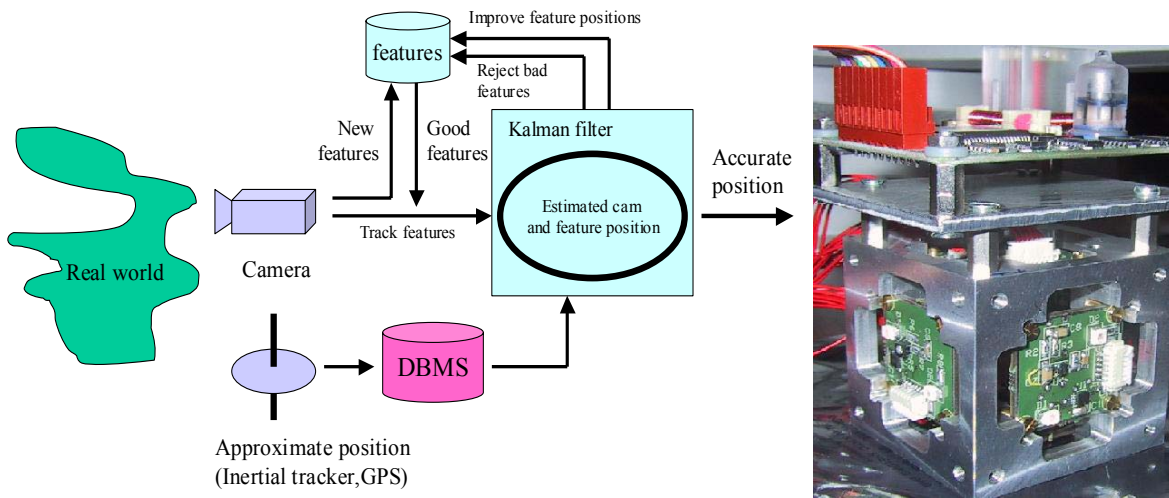 Improve feature positions
features
Reject bad
features
New
features
Good
features
Kalman filter
Accurate
position
Estimated cam
and feature position
Track features
Real world
Camera
DBMS
Approximate position
(Inertial tracker,GPS)